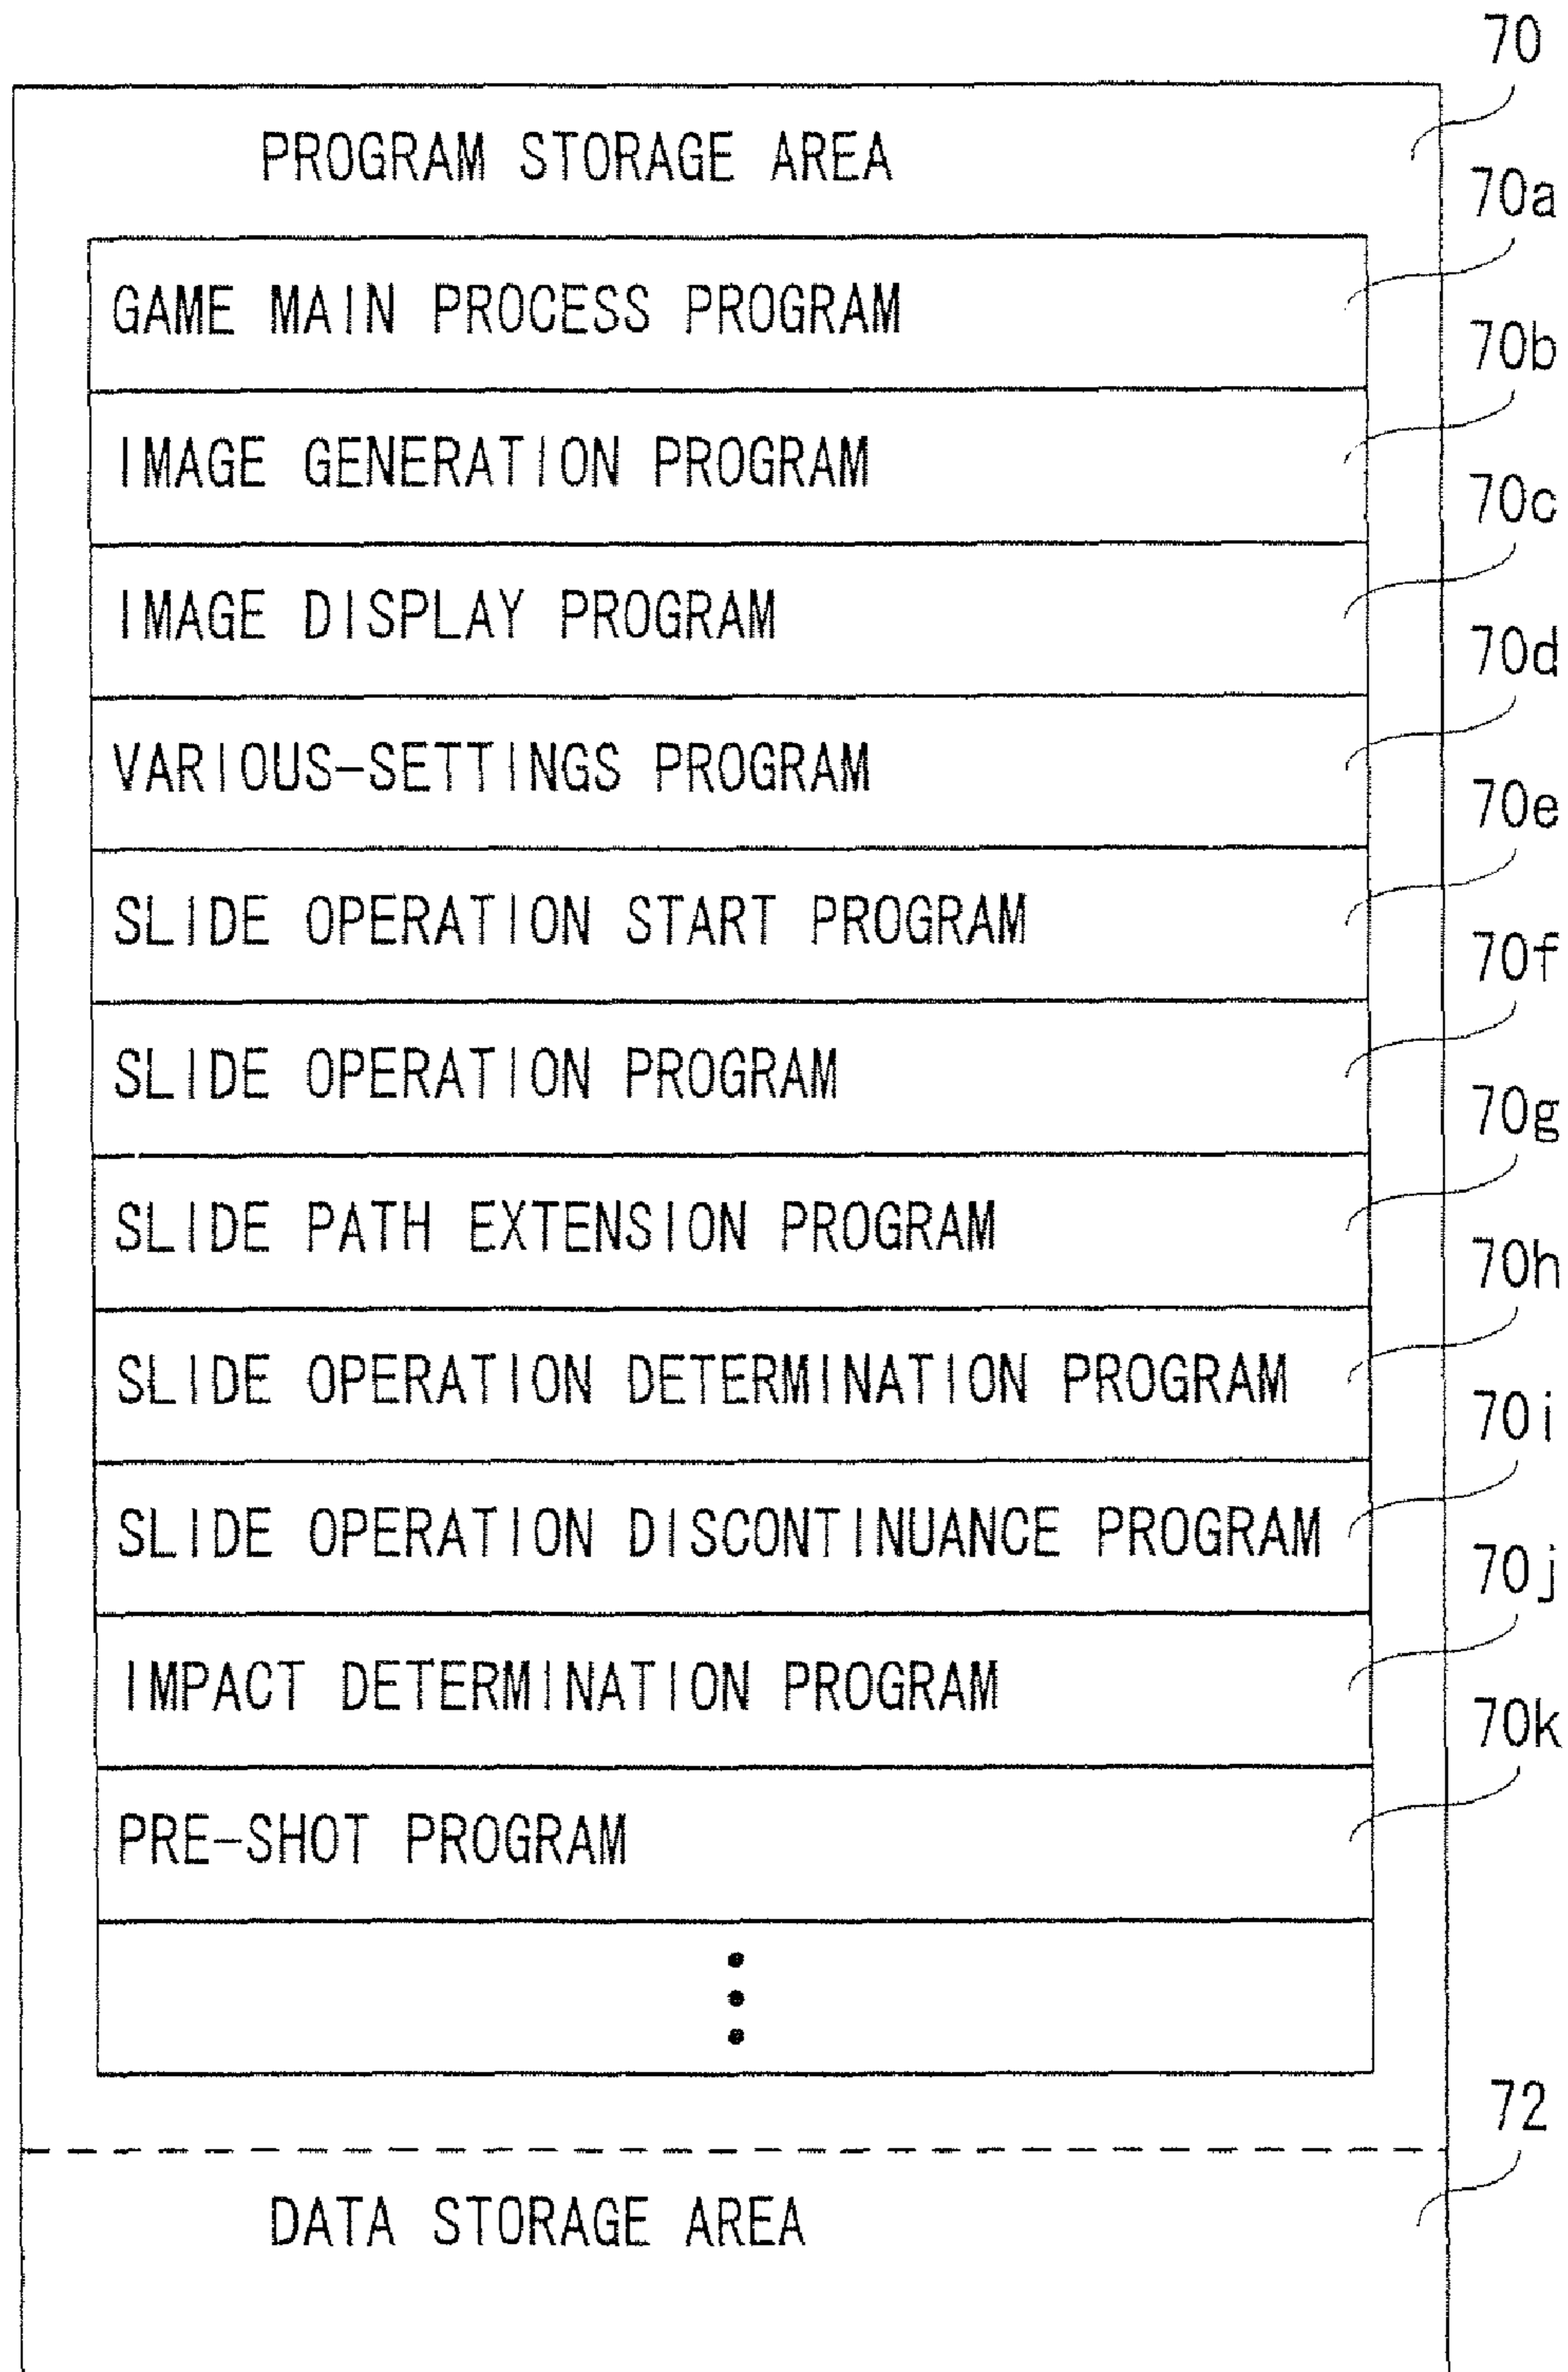 70
PROGRAM STORAGE AREA
70a
GAME MAIN PROCESS PROGRAM
70b
IMAGE GENERATION PROGRAM
70c
IMAGE DISPLAY PROGRAM
70d
VARIOUS-SETTINGS PROGRAM
70e
SLIDE OPERATION START PROGRAM
70f
SLIDE OPERATION PROGRAM
70g
SLIDE PATH EXTENSION PROGRAM
70h
SLIDE OPERATION DETERMINATION PROGRAM
70i
SLIDE OPERATION DISCONTINUANCE PROGRAM
70j
IMPACT DETERMINATION PROGRAM
70k
PRE-SHOT PROGRAM
72
DATA STORAGE AREA